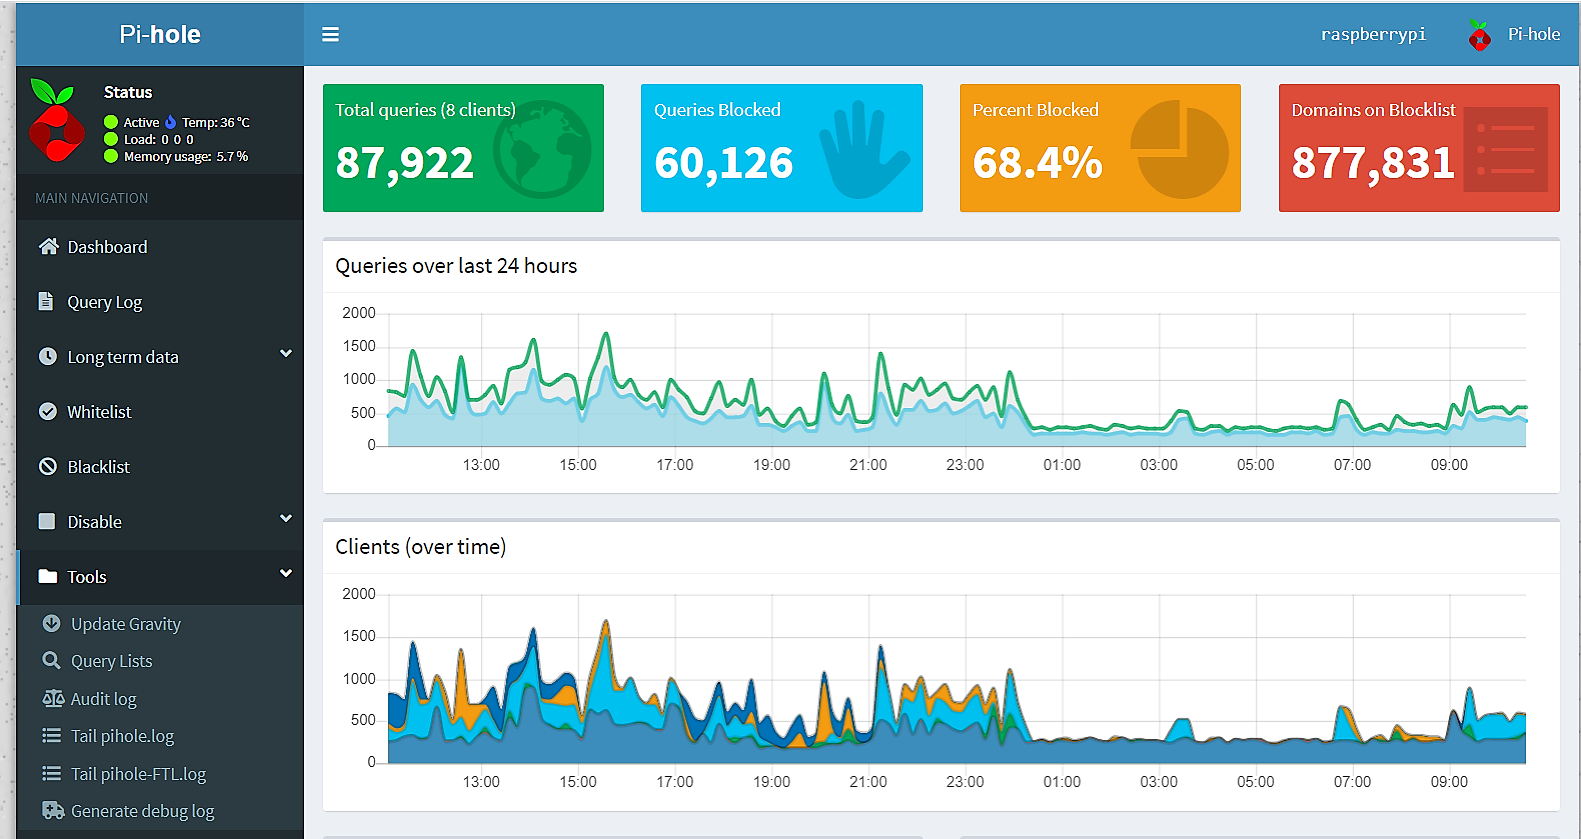 Pi-hole
raspberrypi
Pi-hole
Status
Active Temp: 36 °C
Load: 0 0 0
Memory usage: 5.7 %
MAIN NAVIGATION
Dashboard
Query Log
Long term data
Whitelist
Blacklist
Disable
Tools
Update Gravity
Query Lists
Audit log
Tail pihole.log
Tail pihole-FTL.log
Generate debug log
Total queries (8 clients)
87,922
Queries Blocked
60,126
Percent Blocked
68.4%
Domains on Blocklist
877,831
Queries over last 24 hours
2000
1500
1000
500
0
13:00 15:00 17:00 19:00 21:00 23:00 01:00 03:00 05:00 07:00 09:00
Clients (over time)
2000
1500
1000
500
0
13:00 15:00 17:00 19:00 21:00 23:00 01:00 03:00 05:00 07:00 09:00